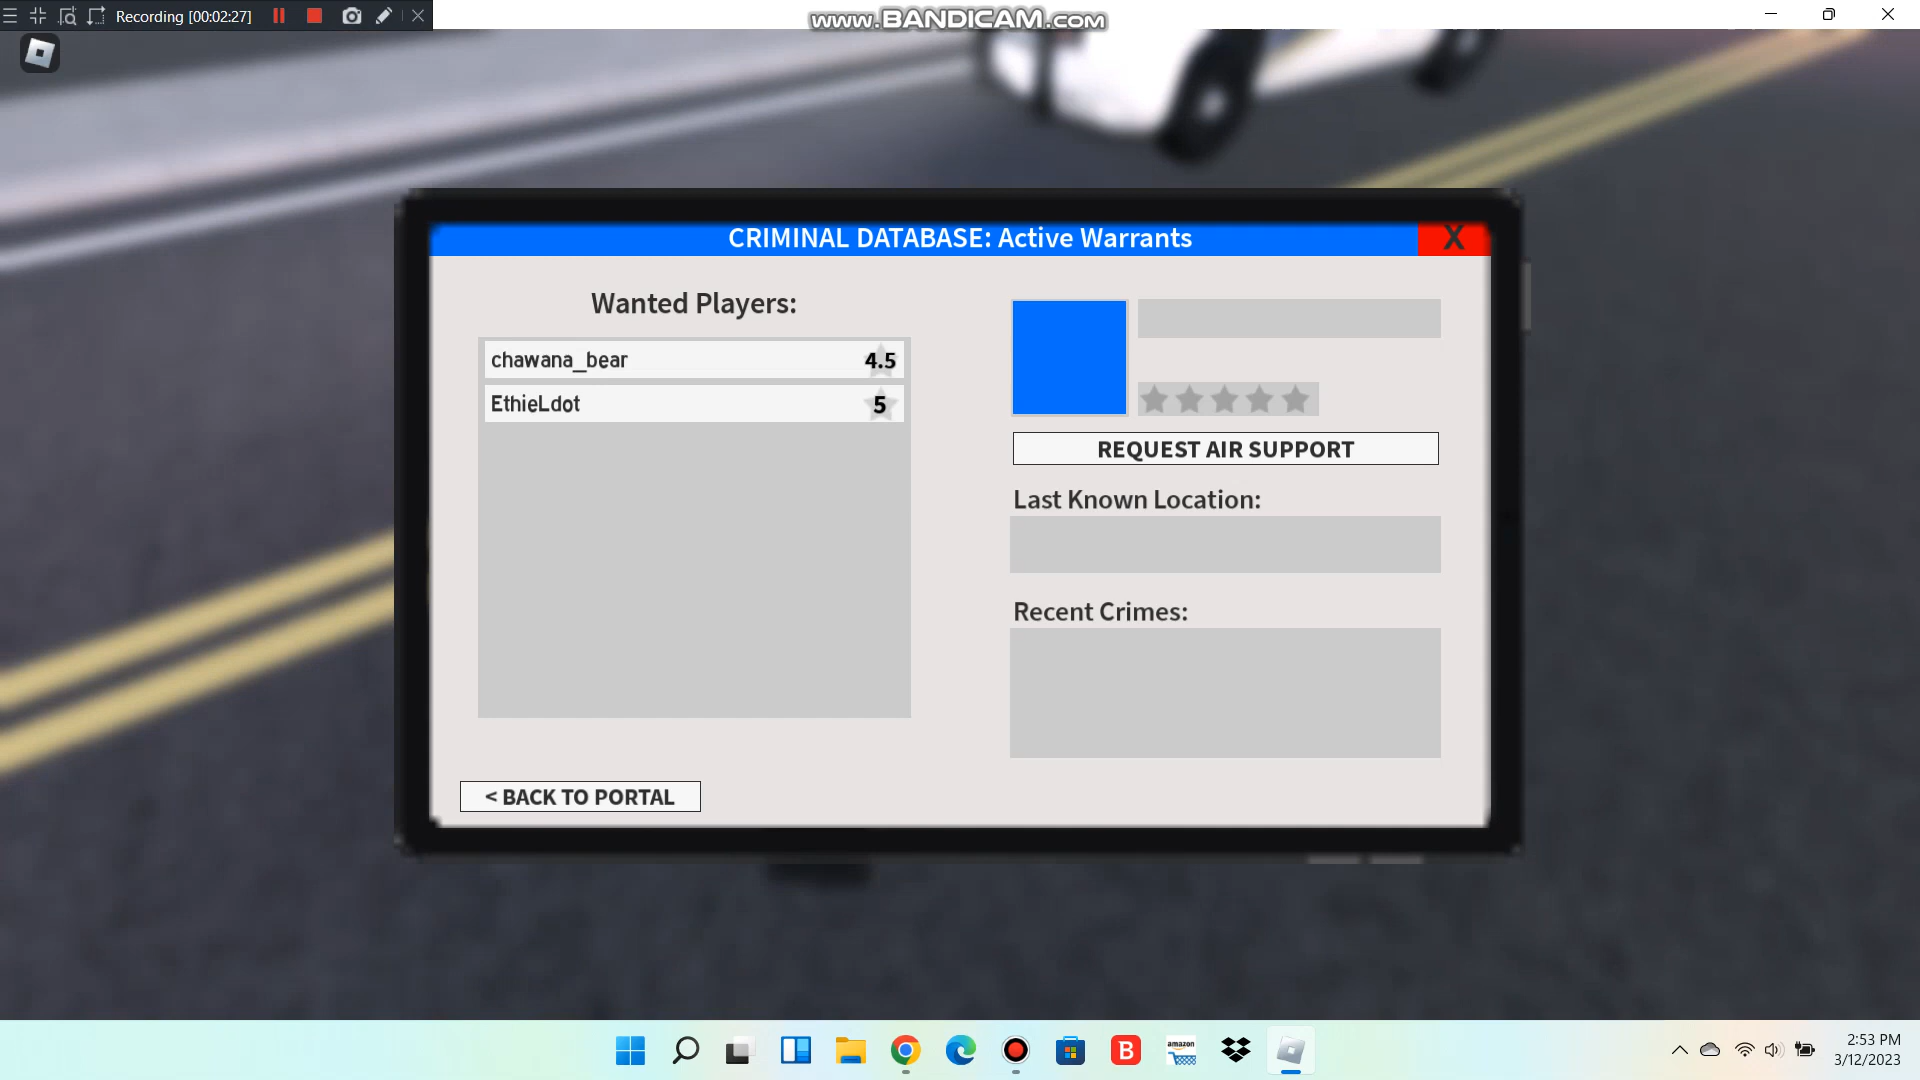 Recording [00:02:27]
www.BANDICAM.com
CRIMINAL DATABASE: Active Warrants
X
Wanted Players:
chawana_bear 4.5
EthieLdot 5
REQUEST AIR SUPPORT
Last Known Location:
Recent Crimes:
< BACK TO PORTAL
B
amazon
2:53 PM
3/12/2023